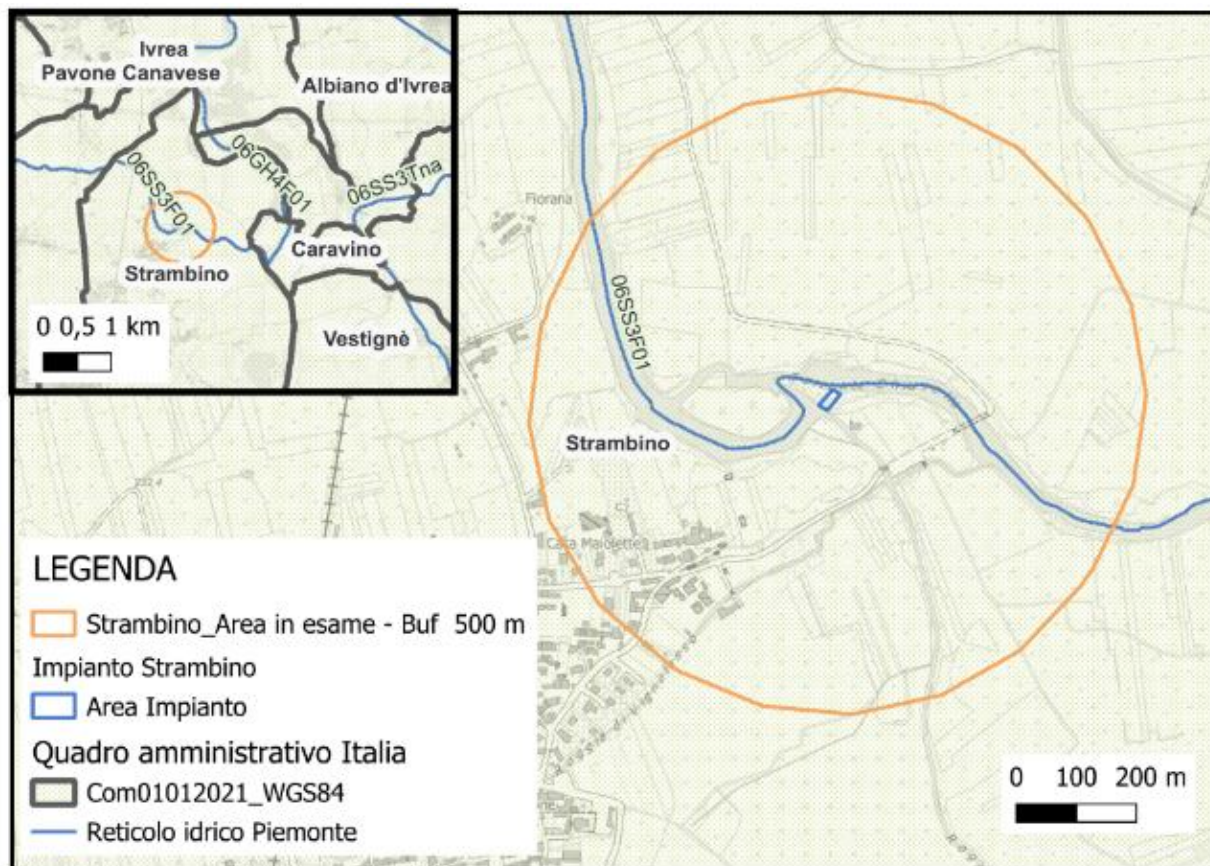 Ivrea
Pavone Canavese
Albiano d'Ivrea
06SS3F01
06GH4F01
06SS3Tna
Caravino
Strambino
Vestignè
0 0,5 1 km
Fiorana
06SS3F01
Strambino
LEGENDA
Strambino_Area in esame - Buf 500 m
Impianto Strambino
Area Impianto
Quadro amministrativo Italia
Com01012021_WGS84
Reticolo idrico Piemonte
0 100 200 m